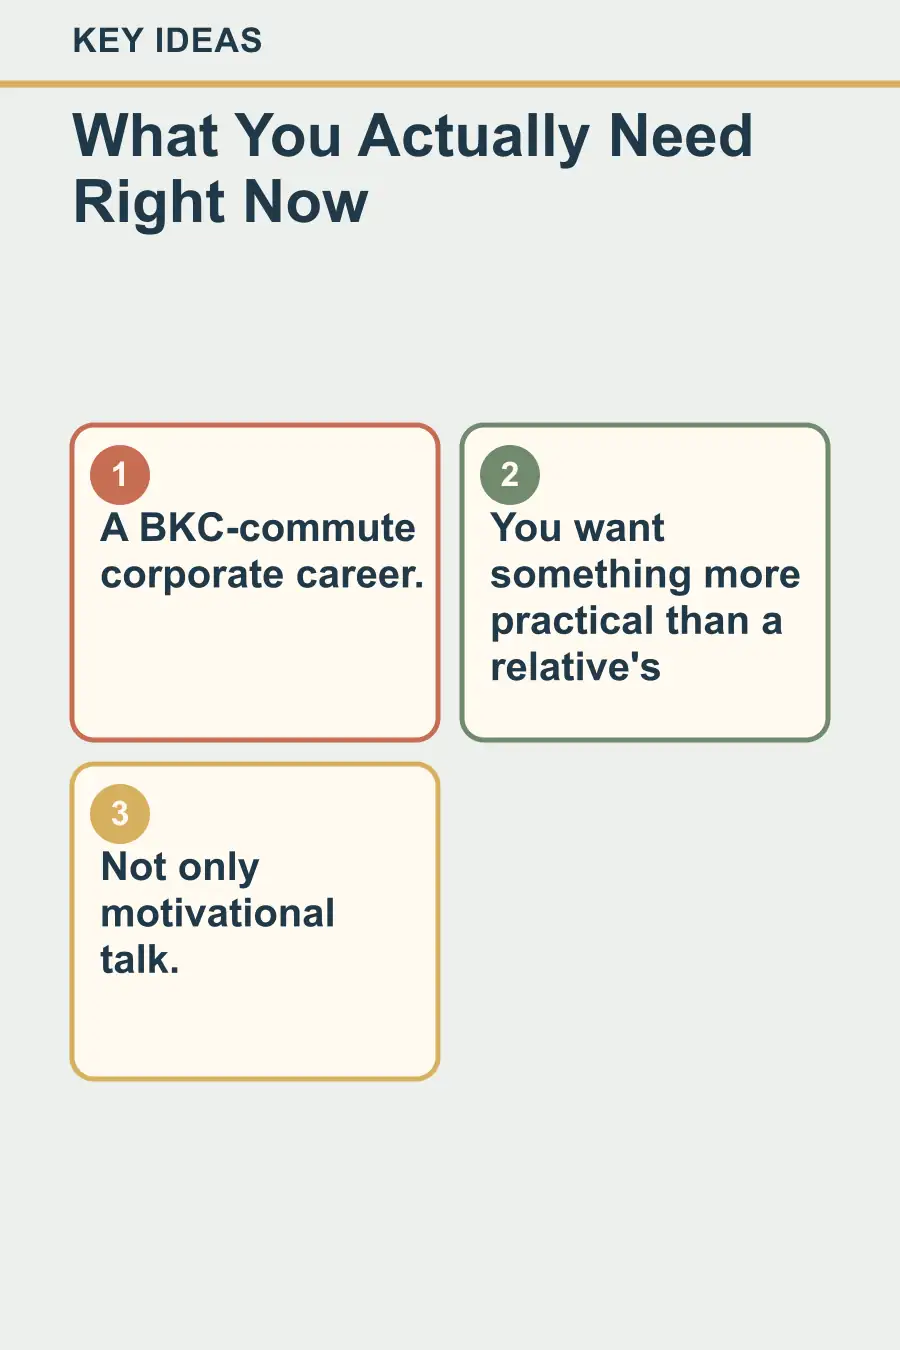 KEY IDEAS
What You Actually Need
Right Now
1
A BKC-commute
corporate career.
2
You want
something more
practical than a
relative's
3
Not only
motivational
talk.